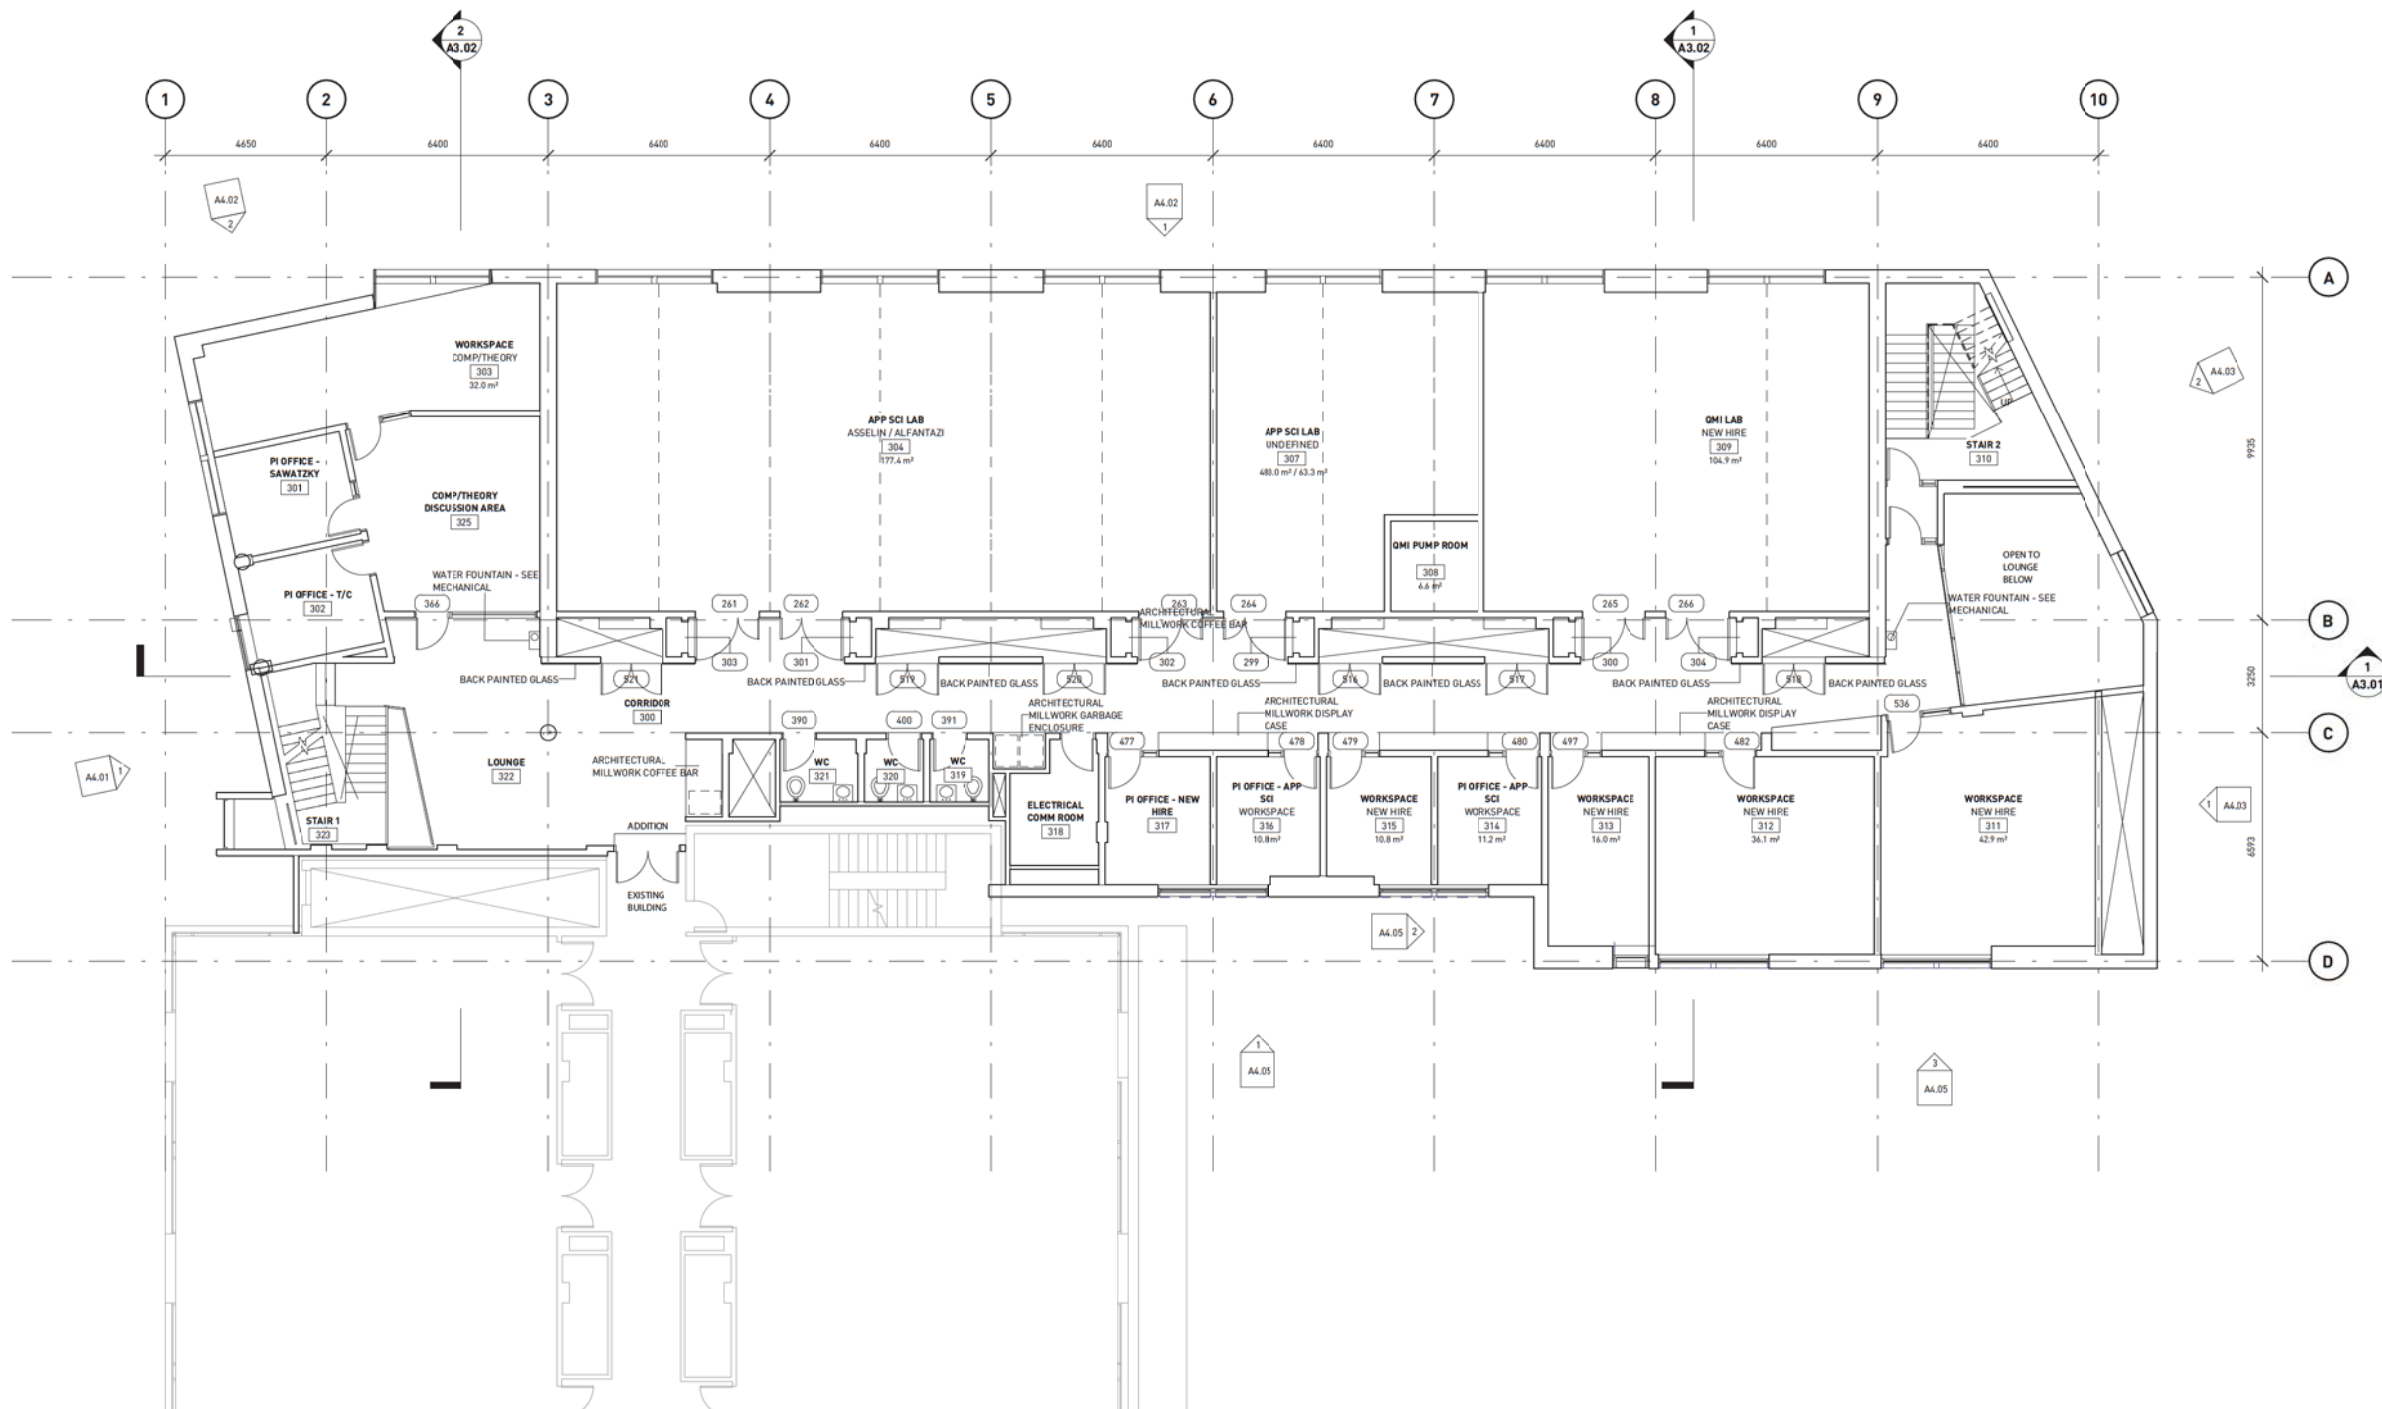 2
A3.02
1
A3.02
1
2
3
4
5
6
7
8
9
10
4650
6400
6400
6400
6400
6400
6400
6400
6400
A4.02
2
A4.02
1
A
WORKSPACE
COMP/THEORY
303
32.0 m²
A4.03
2
APP SCI LAB
ASSELIN / ALFANTAZI
304
177.4 m²
APP SCI LAB
UNDEFINED
307
480.0 m² / 63.3 m²
QMI LAB
NEW HIRE
309
104.9 m²
UP
STAIR 2
310
9935
PI OFFICE -
SAWATZKY
301
COMP/THEORY
DISCUSSION AREA
325
QMI PUMP ROOM
308
6.6 m²
OPEN TO
LOUNGE
BELOW
WATER FOUNTAIN - SEE
MECHANICAL
PI OFFICE - T/C
302
WATER FOUNTAIN - SEE
MECHANICAL
366
261
262
263
264
265
266
ARCHITECTURAL
MILLWORK COFFEE BAR
B
303
301
302
299
300
304
BACK PAINTED GLASS
521
BACK PAINTED GLASS
519
BACK PAINTED GLASS
520
BACK PAINTED GLASS
516
BACK PAINTED GLASS
517
BACK PAINTED GLASS
518
BACK PAINTED GLASS
3250
1
A3.01
CORRIDOR
300
390
400
391
ARCHITECTURAL
MILLWORK GARBAGE
ENCLOSURE
ARCHITECTURAL
MILLWORK DISPLAY
CASE
ARCHITECTURAL
MILLWORK DISPLAY
CASE
536
C
477
478
479
480
497
482
A4.01
1
LOUNGE
322
ARCHITECTURAL
MILLWORK COFFEE BAR
WC
321
WC
320
WC
319
ELECTRICAL
COMM ROOM
318
PI OFFICE - NEW
HIRE
317
PI OFFICE - APP
SCI
WORKSPACE
316
10.8m²
WORKSPACE
NEW HIRE
315
10.8 m²
PI OFFICE - APP
SCI
WORKSPACE
314
11.2 m²
WORKSPACE
NEW HIRE
313
16.0 m²
WORKSPACE
NEW HIRE
312
36.1 m²
WORKSPACE
NEW HIRE
311
42.9 m²
1
A4.03
STAIR 1
323
ADDITION
6593
EXISTING
BUILDING
A4.05
2
D
1
A4.05
3
A4.05